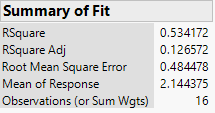 Summary of Fit
RSquare 0.534172
RSquare Adj 0.126572
Root Mean Square Error 0.484478
Mean of Response 2.144375
Observations (or Sum Wgts) 16